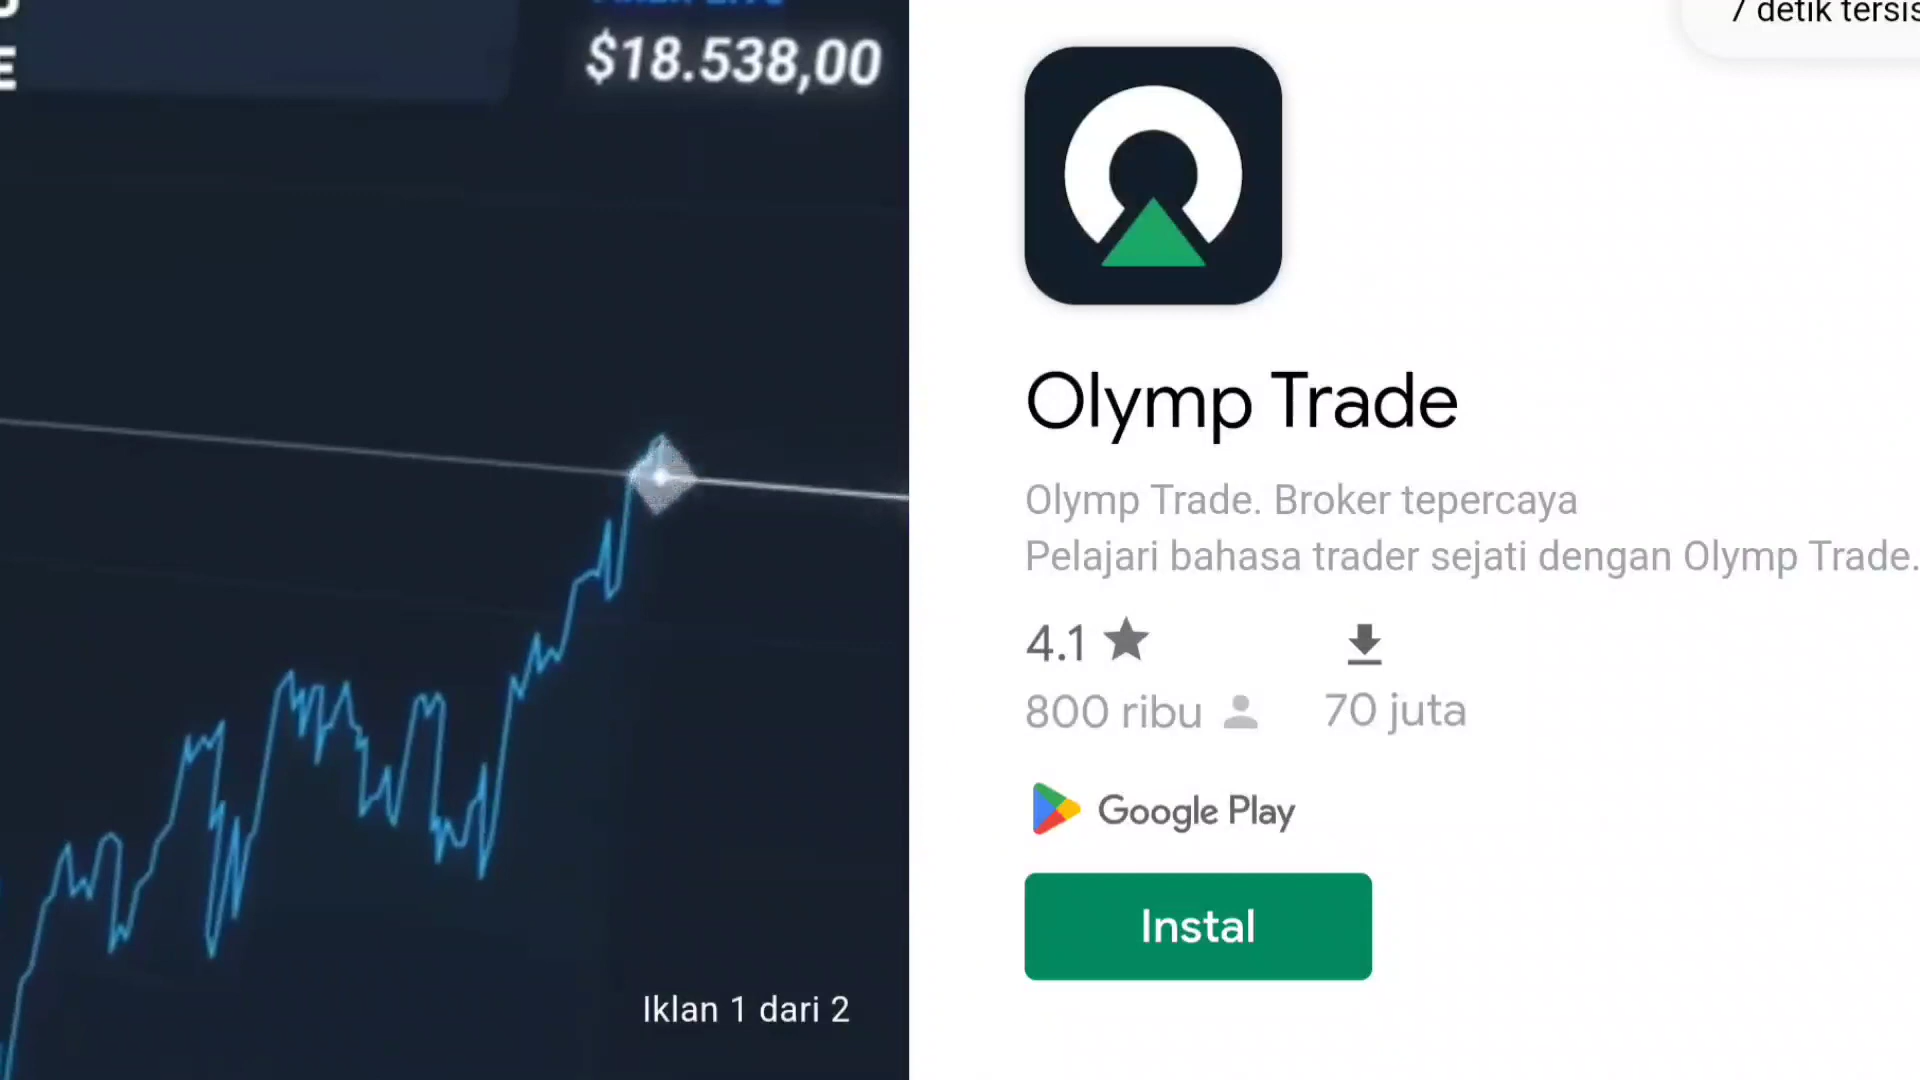 E
$18.538,00
detik
Olymp Trade
Olymp Trade. Broker tepercaya
Pelajari bahasa trader sejati dengan Olymp Trade.
4.1
800 ribu
70 juta
Google Play
Instal
Iklan 1 dari 2